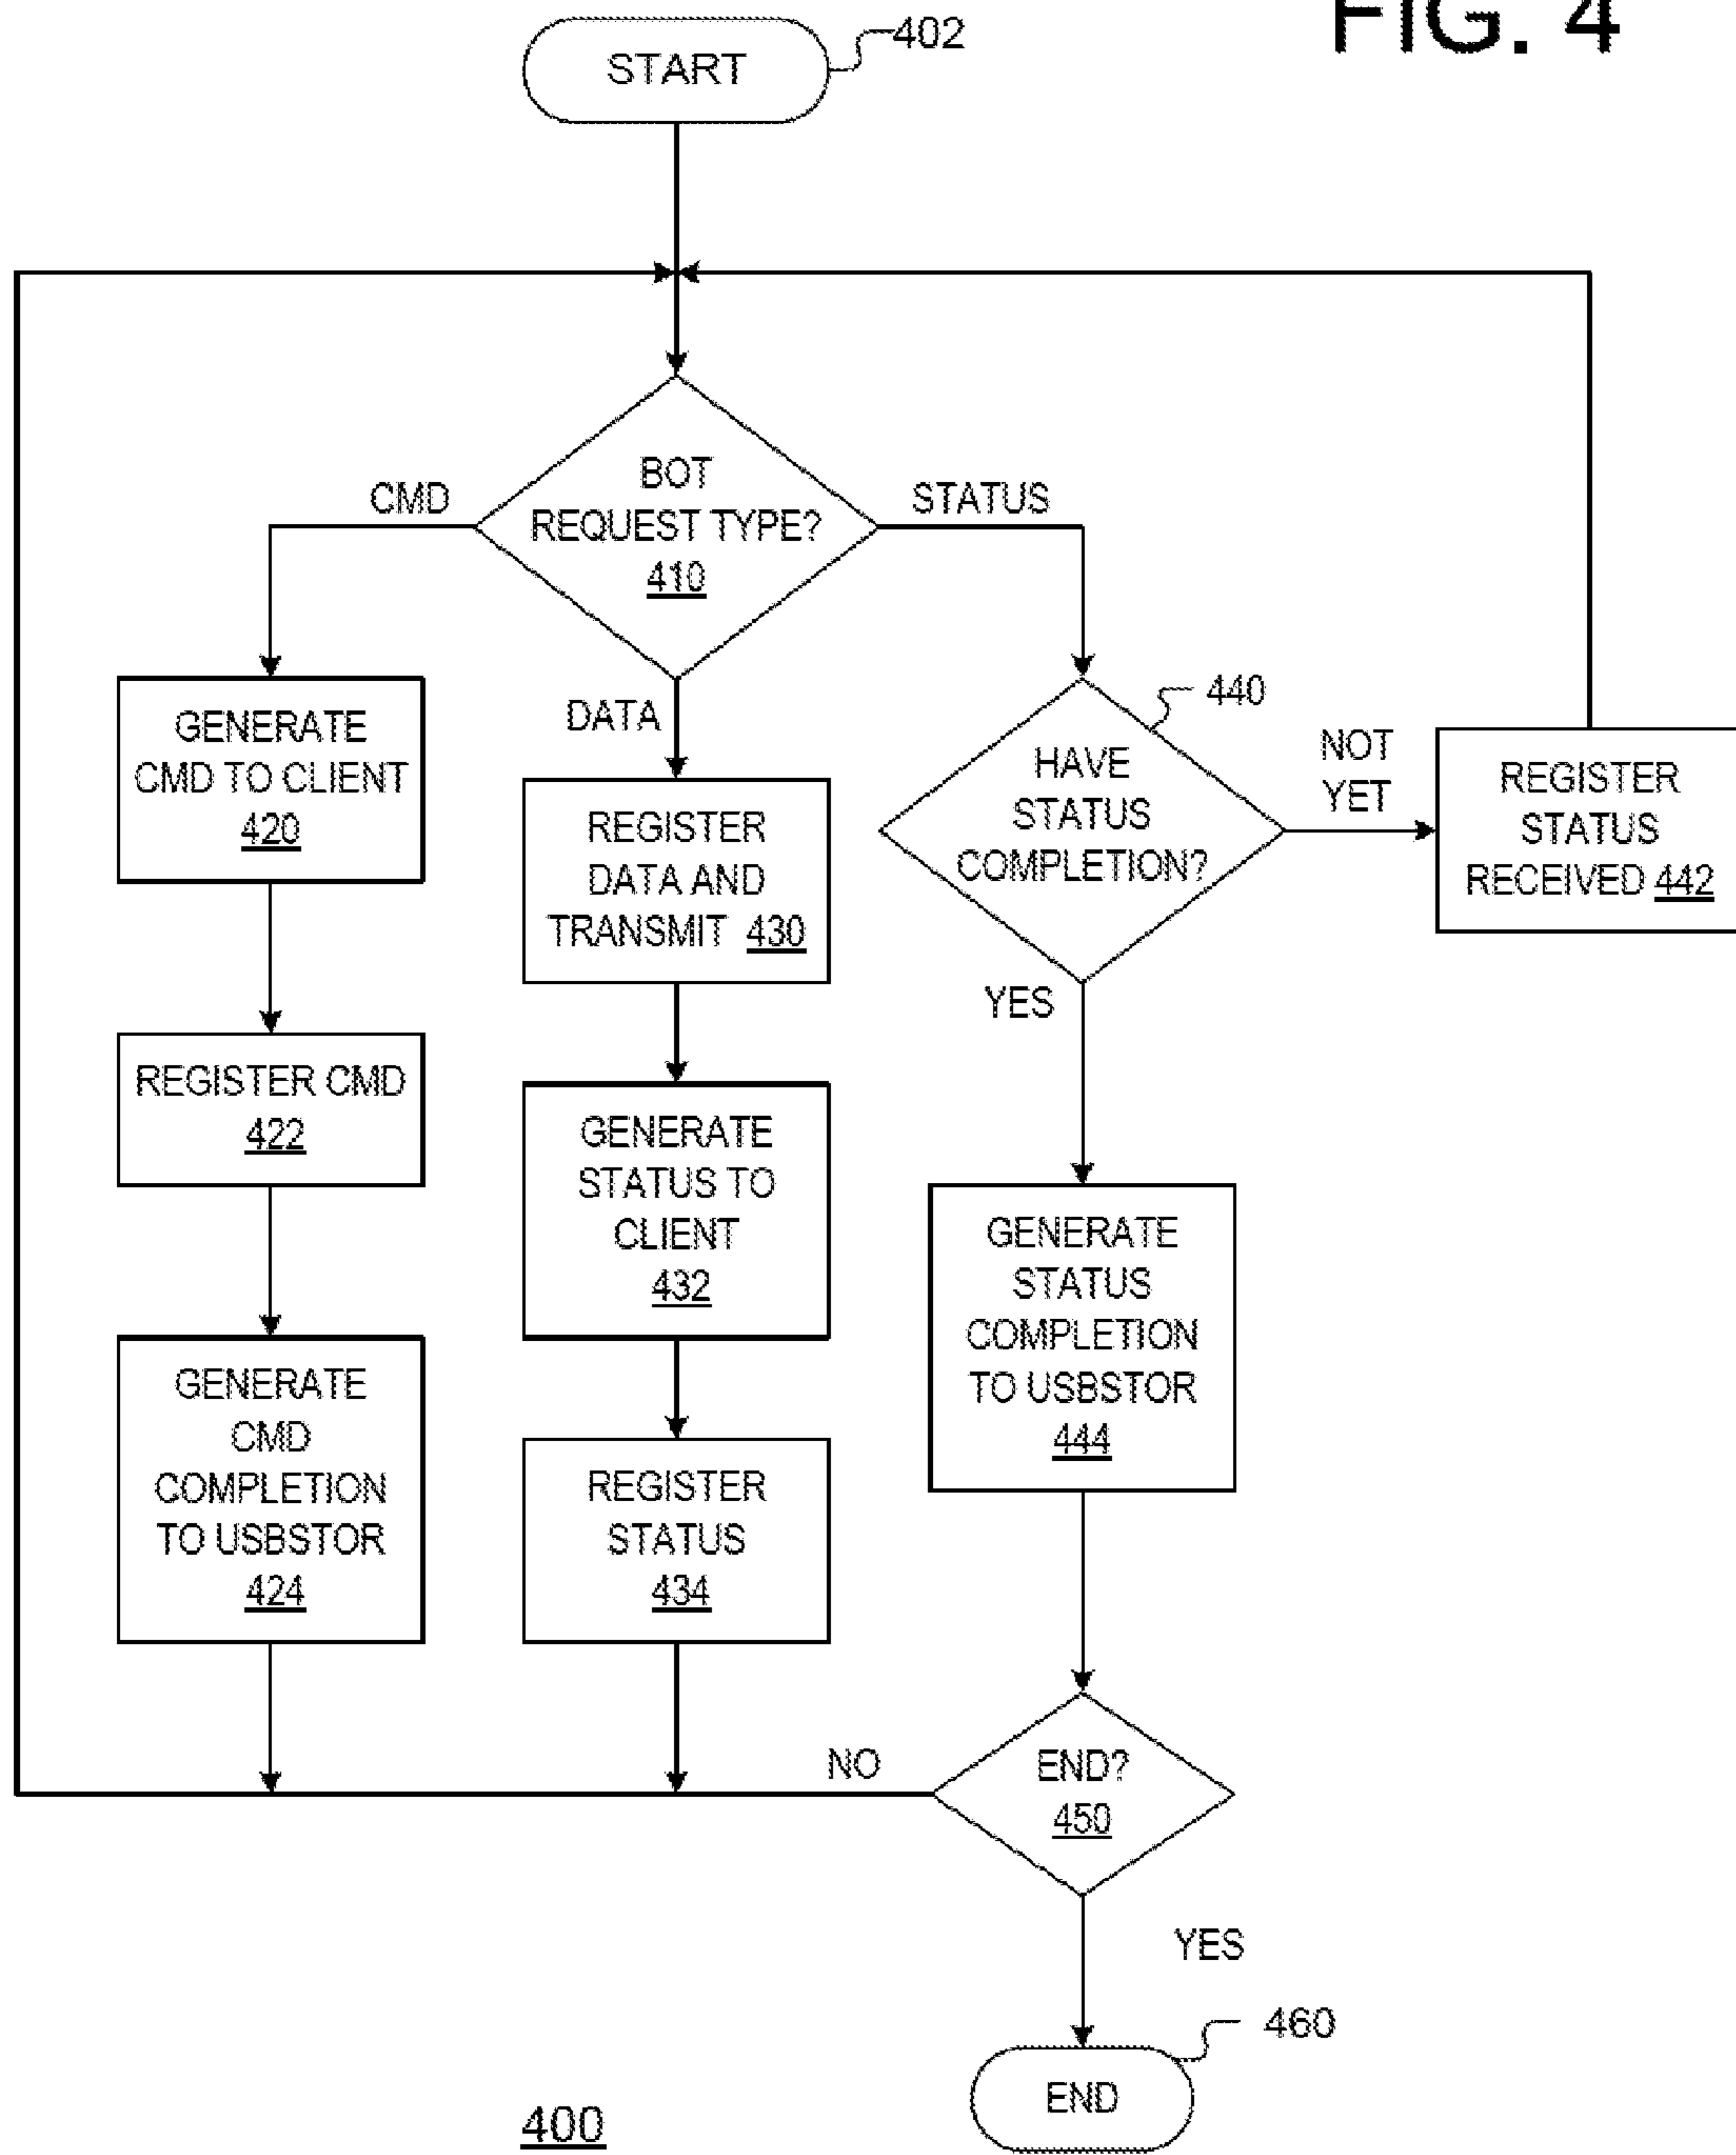 FIG. 4
START
402
BOT
REQUEST TYPE?
410
CMD
STATUS
DATA
GENERATE
CMD TO CLIENT
420
REGISTER CMD
422
GENERATE
CMD
COMPLETION
TO USBSTOR
424
REGISTER
DATA AND
TRANSMIT 430
GENERATE
STATUS TO
CLIENT
432
REGISTER
STATUS
434
440
HAVE
STATUS
COMPLETION?
NOT
YET
REGISTER
STATUS
RECEIVED 442
YES
GENERATE
STATUS
COMPLETION
TO USBSTOR
444
NO
END?
450
YES
460
END
400